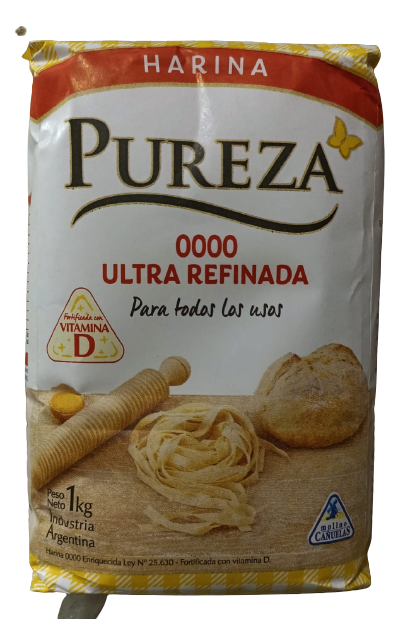 HARINA
PUREZA
0000
ULTRA REFINADA
Para todos los usos
Fortificada con
VITAMINA
D
Peso
Neto 1kg
Industria
Argentina
molino
CAÑUELAS
Harina 0000 Enriquecida Ley N° 25.630 - Fortificada con vitamina D.